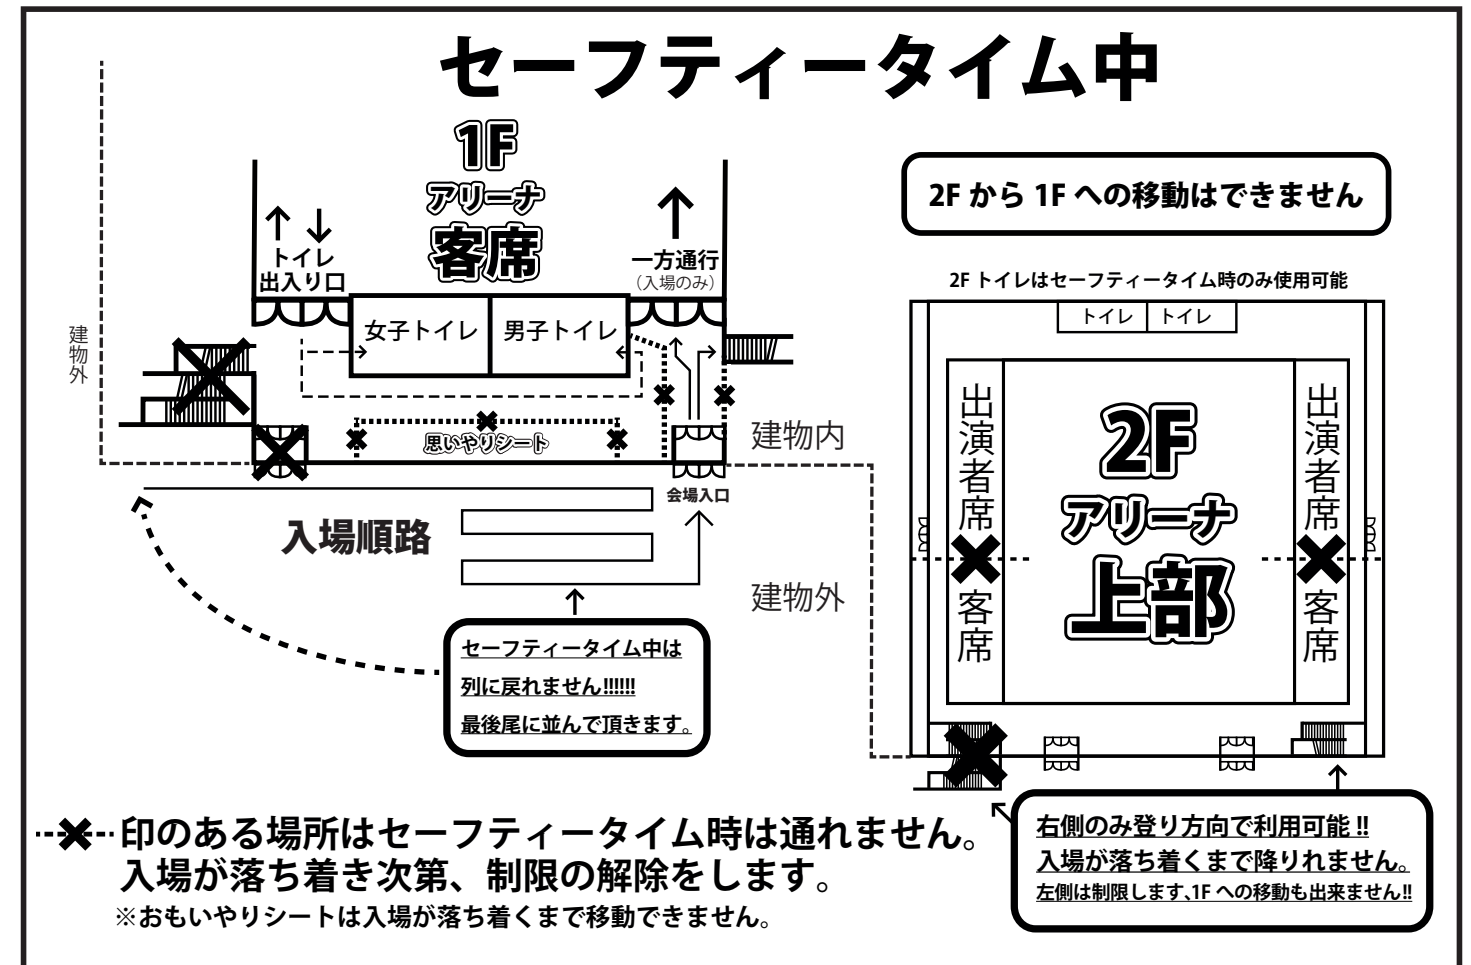 セーフティータイム中
1F
アリーナ
客席
トイレ
出入り口
一方通行
（入場のみ）
女子トイレ
男子トイレ
建物外
思いやりシート
建物内
会場入口
入場順路
建物外
セーフティータイム中は
列に戻れません!!!!!!
最後尾に並んで頂きます。
2F から 1F への移動はできません
2F トイレはセーフティータイム時のみ使用可能
トイレ
トイレ
出演者席
客席
2F
アリーナ
上部
出演者席
客席
右側のみ登り方向で利用可能 !!
入場が落ち着くまで降りれません。
左側は制限します、1F への移動も出来ません!!
印のある場所はセーフティータイム時は通れません。
入場が落ち着き次第、制限の解除をします。
※おもいやりシートは入場が落ち着くまで移動できません。